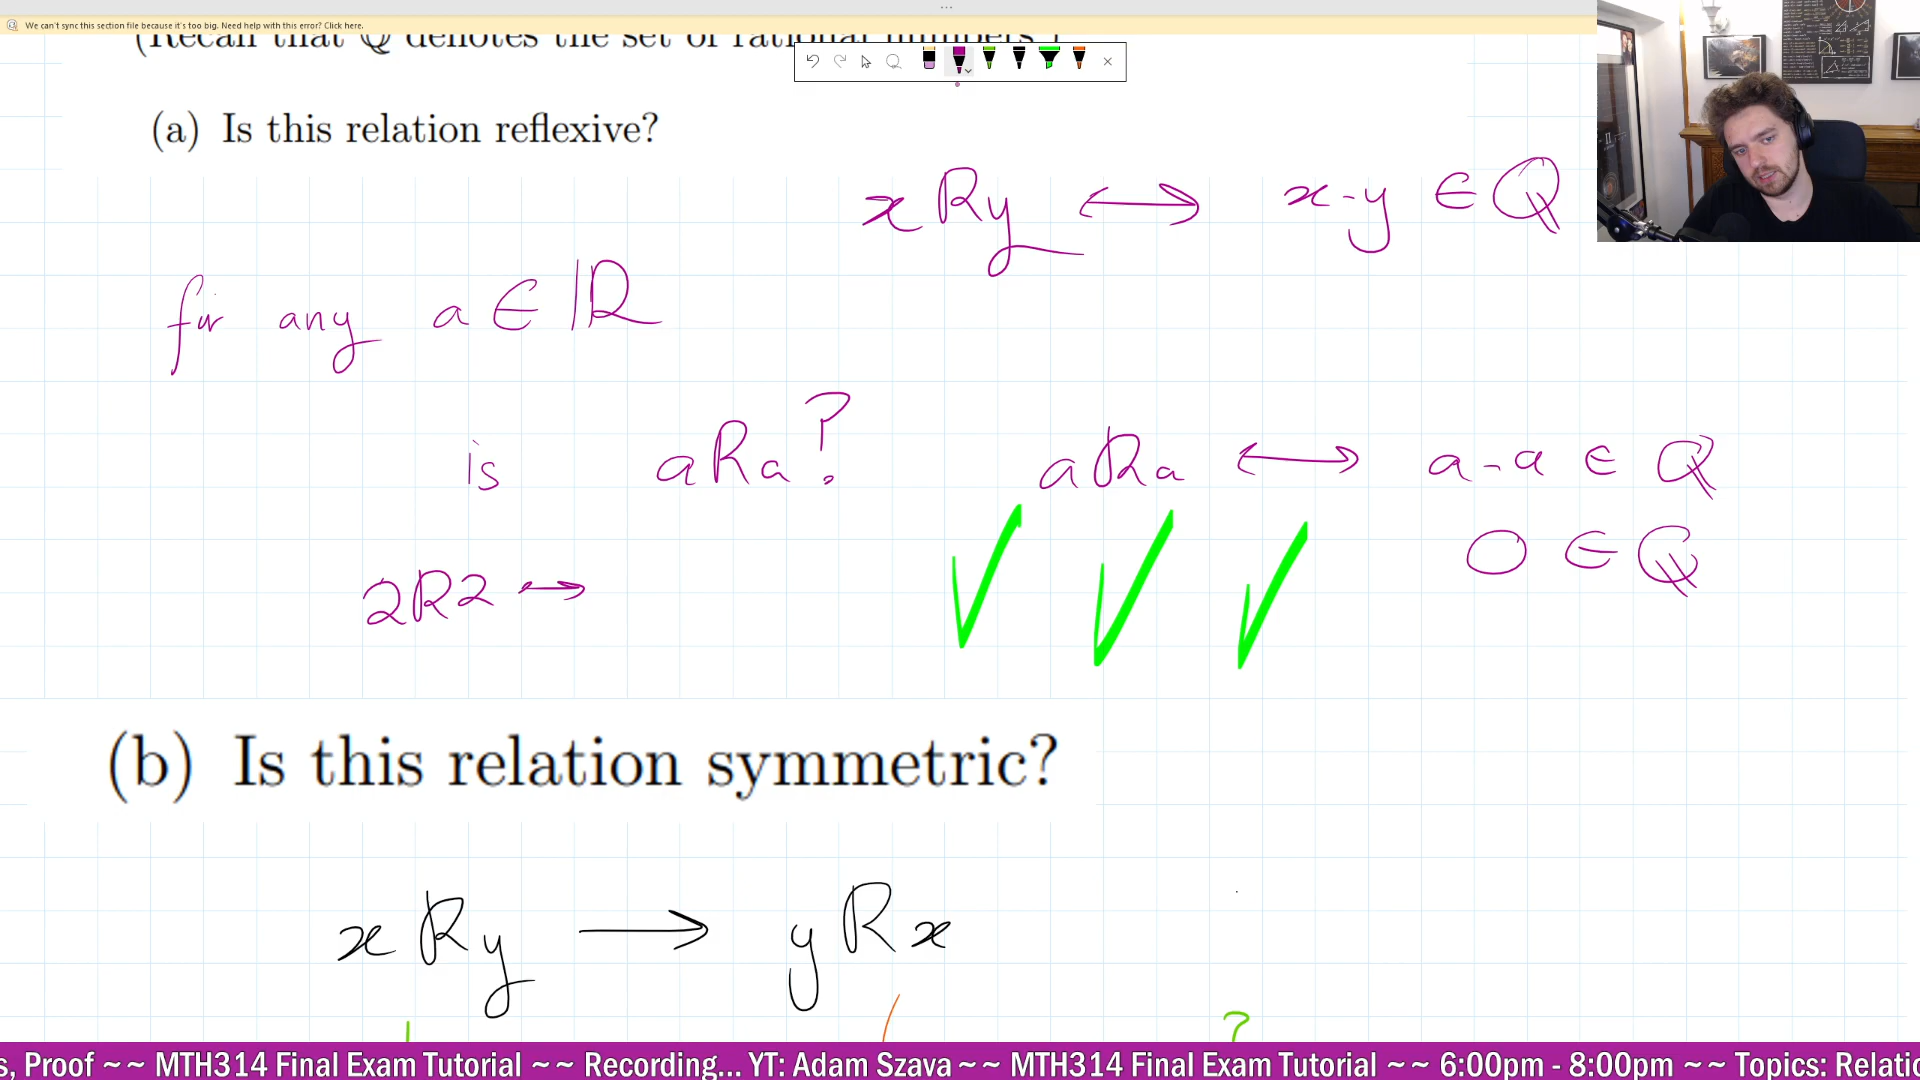 We can't sync this section file because it's too big. Need help with this error? Click here.
(Recall that Q denotes the set of rational numbers.)
(a) Is this relation reflexive?
xRy ↔ x-y ∈ Q
for any a ∈ ℝ
is aRa? aRa ↔ a-a ∈ Q
0 ∈ Q
2R2 ↔
(b) Is this relation symmetric?
xRy → yRx
?
s, Proof ~~ MTH314 Final Exam Tutorial ~~ Recording... YT: Adam Szava ~~ MTH314 Final Exam Tutorial ~~ 6:00pm - 8:00pm ~~ Topics: Relatio